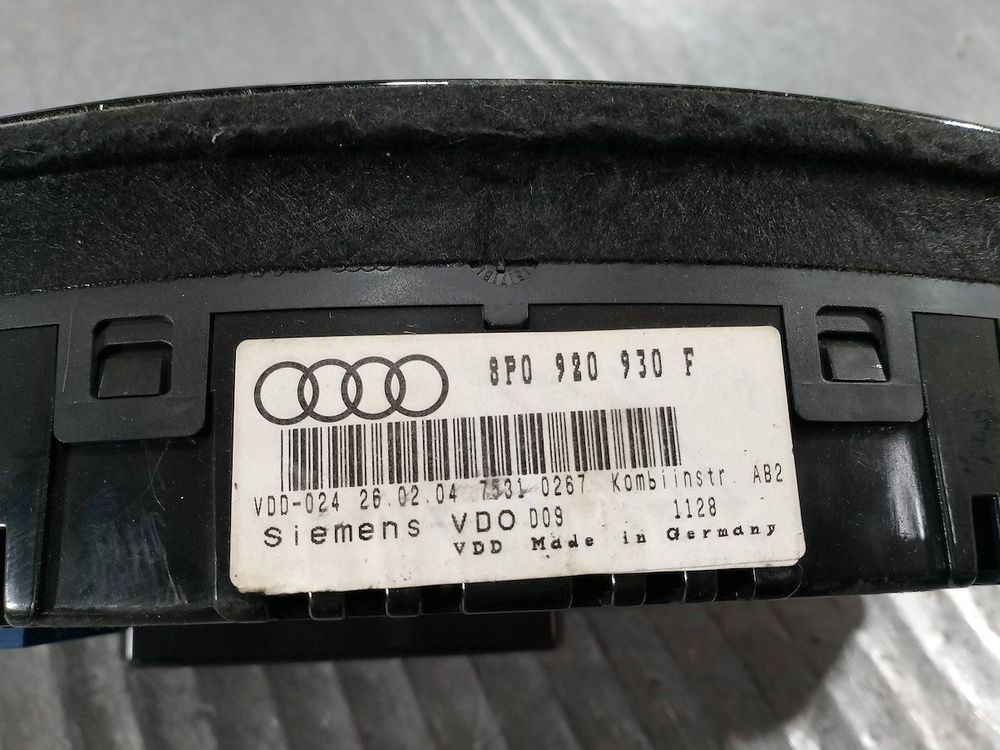 8P0 920 930 F
VDD-024 26.02.04 7531 0267 Kombiinstr. AB2
Siemens VDO D09 1128
VDD Made in Germany